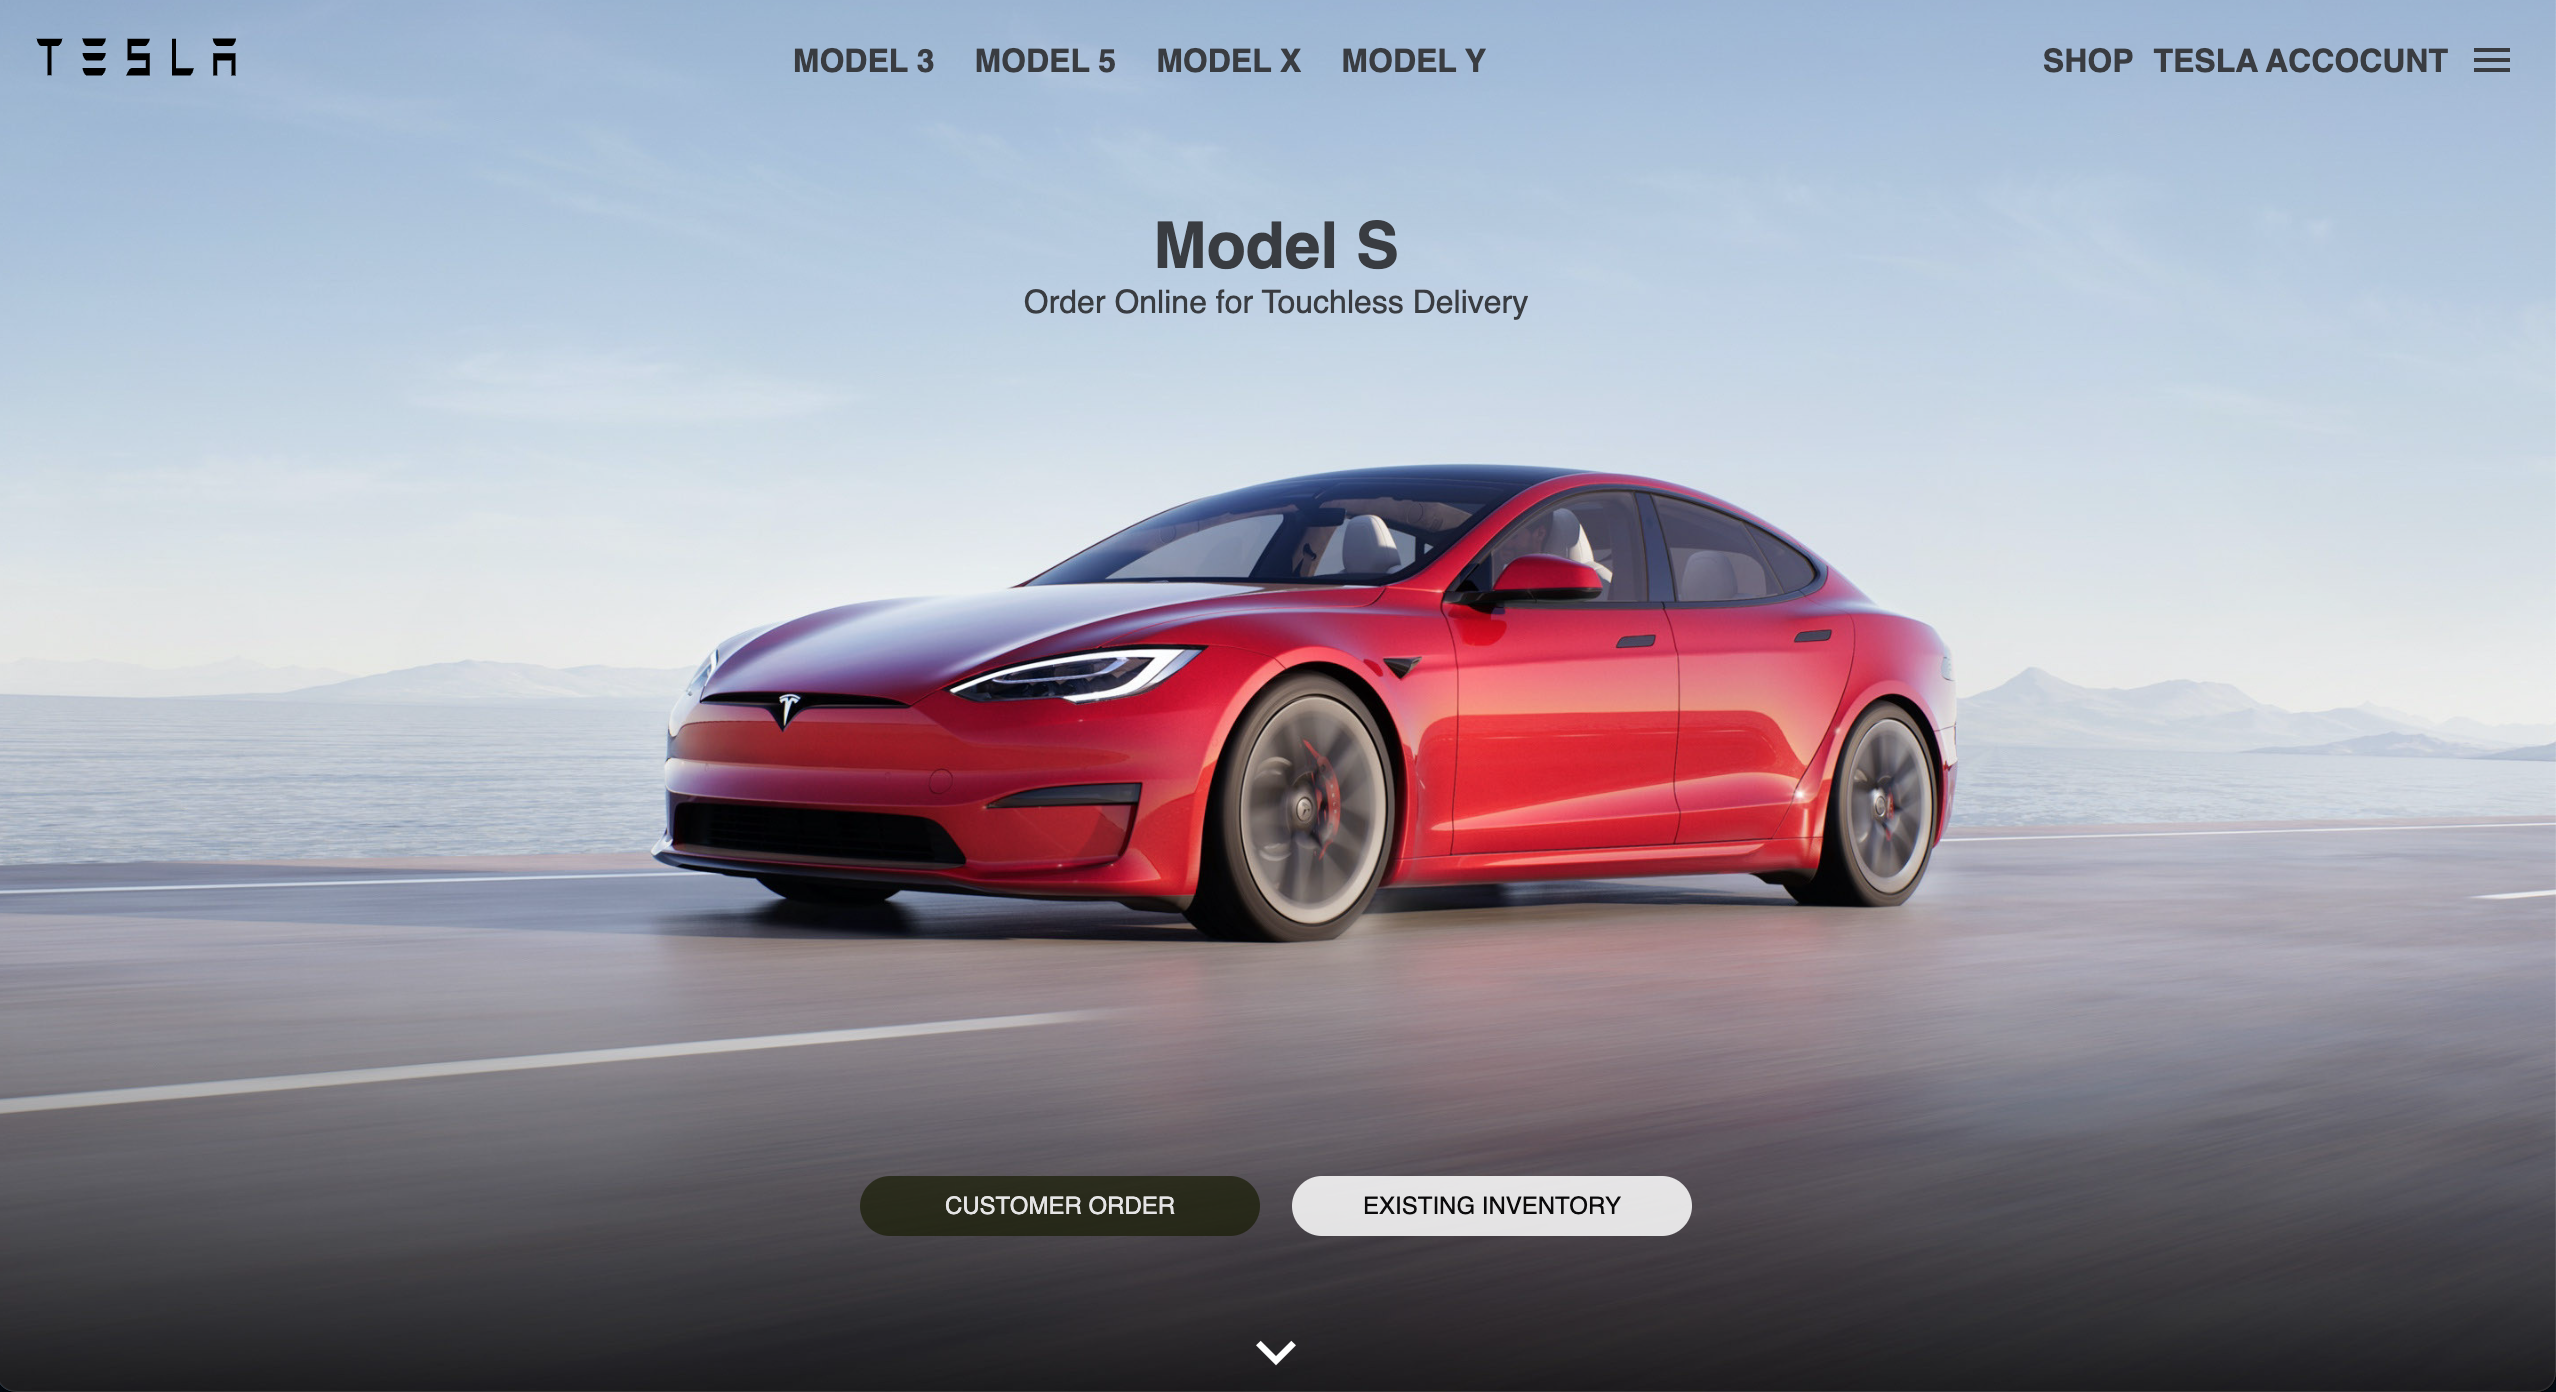 TESLA
MODEL 3 MODEL 5 MODEL X MODEL Y
SHOP TESLA ACCOCUNT
Model S
Order Online for Touchless Delivery
CUSTOMER ORDER
EXISTING INVENTORY